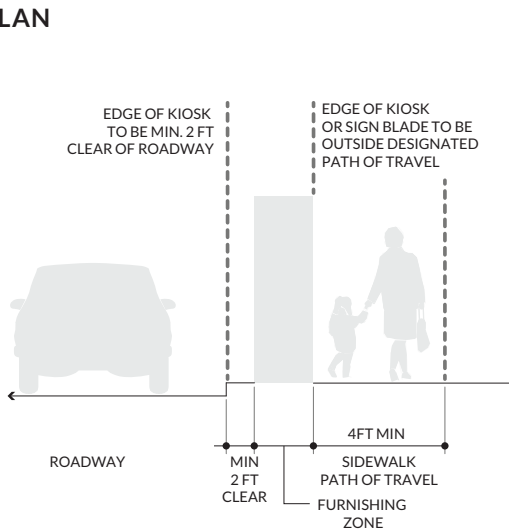 LAN
EDGE OF KIOSK
TO BE MIN. 2 FT
CLEAR OF ROADWAY
EDGE OF KIOSK
OR SIGN BLADE TO BE
OUTSIDE DESIGNATED
PATH OF TRAVEL
ROADWAY
MIN
2 FT
CLEAR
4FT MIN
SIDEWALK
PATH OF TRAVEL
FURNISHING
ZONE